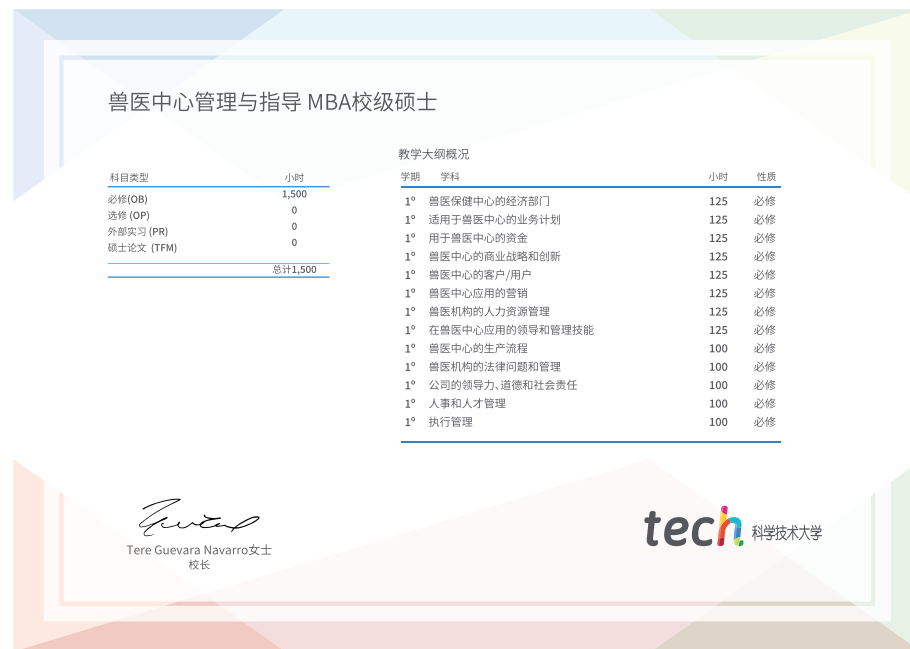 兽医中心管理与指导 MBA校级硕士
科目类型 小时
必修(OB) 1,500
选修 (OP) 0
外部实习 (PR) 0
硕士论文 (TFM) 0
总计1,500
教学大纲概况
学期 学科 小时 性质
1º 兽医保健中心的经济部门 125 必修
1º 适用于兽医中心的业务计划 125 必修
1º 用于兽医中心的资金 125 必修
1º 兽医中心的商业战略和创新 125 必修
1º 兽医中心的客户/用户 125 必修
1º 兽医中心应用的营销 125 必修
1º 兽医机构的人力资源管理 125 必修
1º 在兽医中心应用的领导和管理技能 125 必修
1º 兽医中心的生产流程 100 必修
1º 兽医机构的法律问题和管理 100 必修
1º 公司的领导力、道德和社会责任 100 必修
1º 人事和人才管理 100 必修
1º 执行管理 100 必修
Tere Guevara Navarro女士
校长
tech 科学技术大学